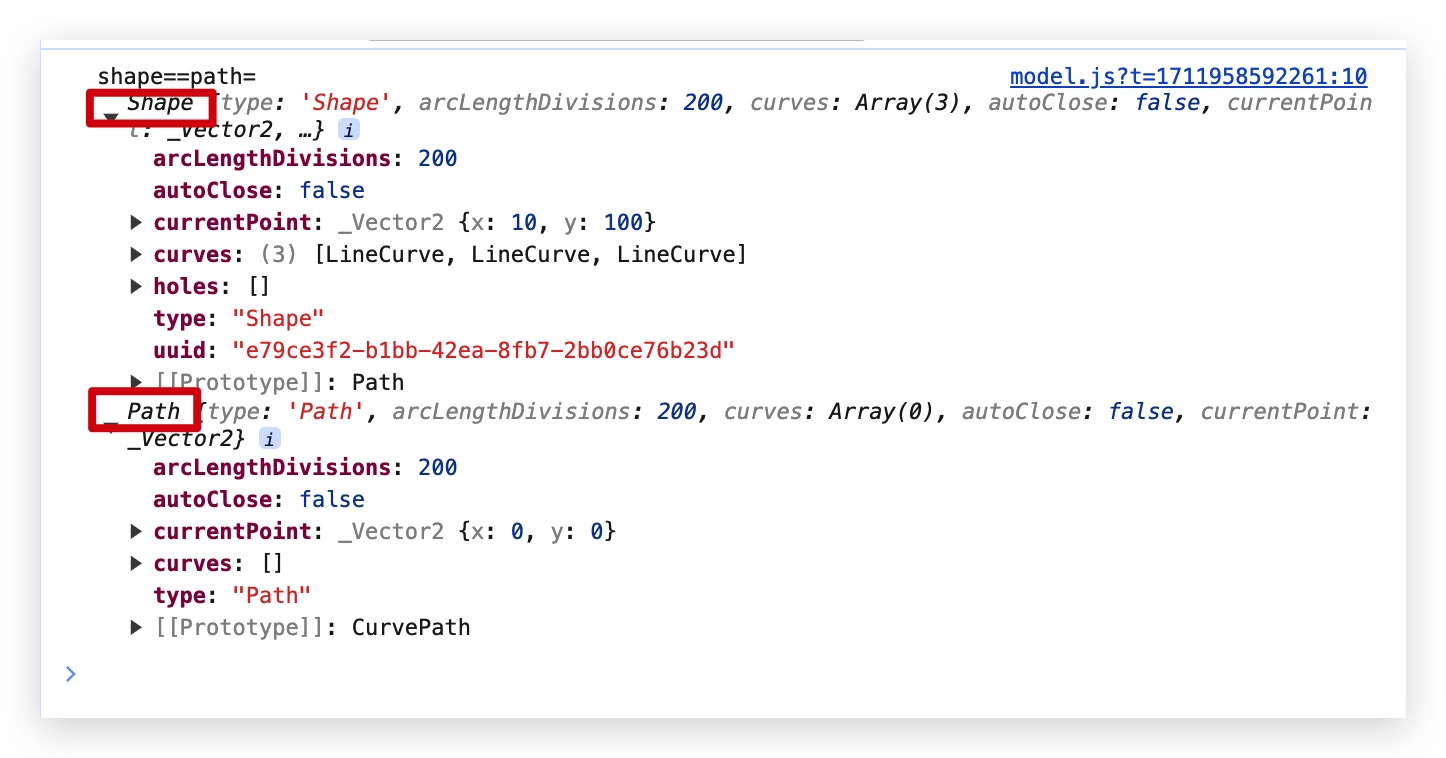 shape==path= model.js?t=1711958592261:10
Shape {type: 'Shape', arcLengthDivisions: 200, curves: Array(3), autoClose: false, currentPoin
t: _Vector2, …} i
arcLengthDivisions: 200
autoClose: false
currentPoint: _Vector2 {x: 10, y: 100}
curves: (3) [LineCurve, LineCurve, LineCurve]
holes: []
type: "Shape"
uuid: "e79ce3f2-b1bb-42ea-8fb7-2bb0ce76b23d"
[[Prototype]]: Path
Path {type: 'Path', arcLengthDivisions: 200, curves: Array(0), autoClose: false, currentPoint:
_Vector2} i
arcLengthDivisions: 200
autoClose: false
currentPoint: _Vector2 {x: 0, y: 0}
curves: []
type: "Path"
[[Prototype]]: CurvePath